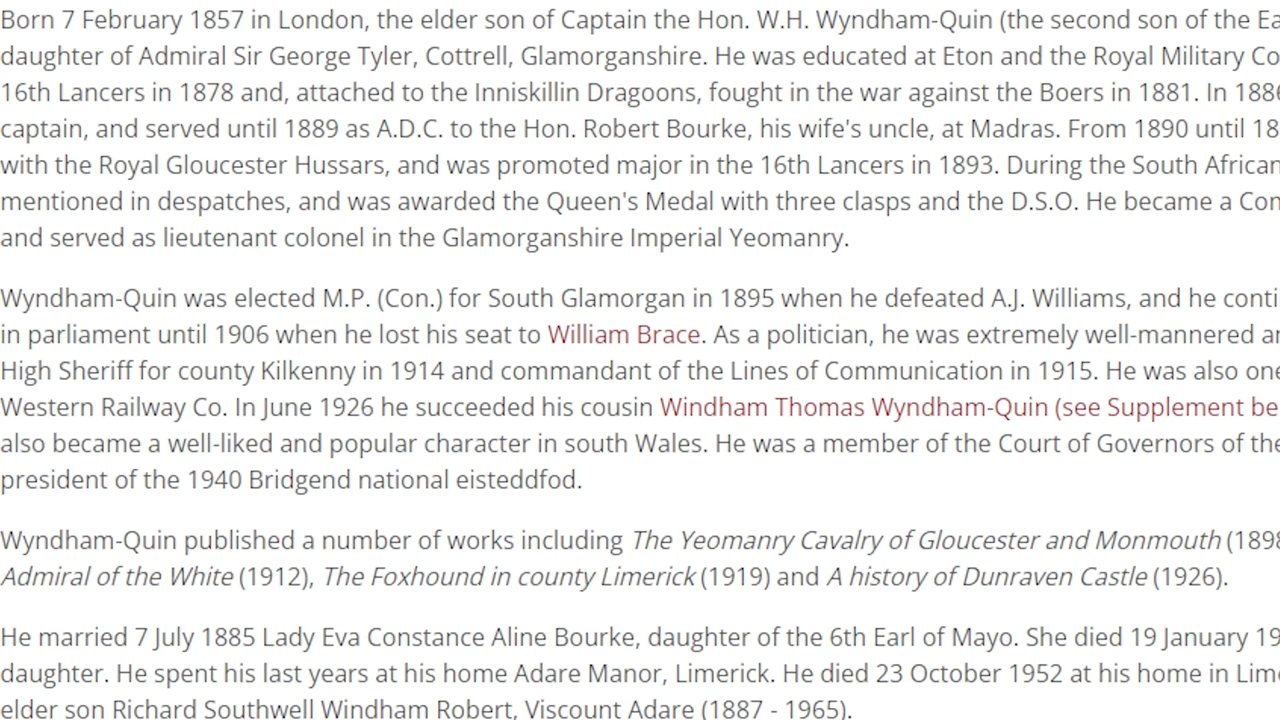 Born 7 February 1857 in London, the elder son of Captain the Hon. W.H. Wyndham-Quin (the second son of the
daughter of Admiral Sir George Tyler, Cottrell, Glamorganshire. He was educated at Eton and the Royal Military
16th Lancers in 1878 and, attached to the Inniskillin Dragoons, fought in the war against the Boers in 1881. In
captain, and served until 1889 as A.D.C. to the Hon. Robert Bourke, his wife's uncle, at Madras. From 1890 until
with the Royal Gloucester Hussars, and was promoted major in the 16th Lancers in 1893. During the South African
mentioned in despatches, and was awarded the Queen's Medal with three clasps and the D.S.O. He became a
and served as lieutenant colonel in the Glamorganshire Imperial Yeomanry.
Wyndham-Quin was elected M.P. (Con.) for South Glamorgan in 1895 when he defeated A.J. Williams, and he
in parliament until 1906 when he lost his seat to William Brace. As a politician, he was extremely well-mannered
High Sheriff for county Kilkenny in 1914 and commandant of the Lines of Communication in 1915. He was also
Western Railway Co. In June 1926 he succeeded his cousin Windham Thomas Wyndham-Quin (see Supplement
also became a well-liked and popular character in south Wales. He was a member of the Court of Governors of the
president of the 1940 Bridgend national eisteddfod.
Wyndham-Quin published a number of works including The Yeomanry Cavalry of Gloucester and Monmouth (1898
Admiral of the White (1912), The Foxhound in county Limerick (1919) and A history of Dunraven Castle (1926).
He married 7 July 1885 Lady Eva Constance Aline Bourke, daughter of the 6th Earl of Mayo. She died 19 January
daughter. He spent his last years at his home Adare Manor, Limerick. He died 23 October 1952 at his home in
elder son Richard Southwell Windham Robert, Viscount Adare (1887 - 1965).